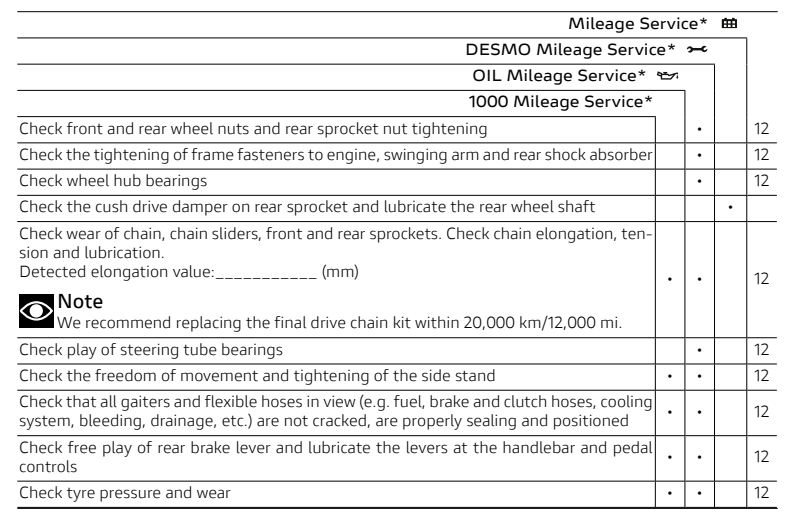 Mileage Service*
DESMO Mileage Service*
OIL Mileage Service*
1000 Mileage Service*
Check front and rear wheel nuts and rear sprocket nut tightening • 12
Check the tightening of frame fasteners to engine, swinging arm and rear shock absorber • 12
Check wheel hub bearings • 12
Check the cush drive damper on rear sprocket and lubricate the rear wheel shaft •
Check wear of chain, chain sliders, front and rear sprockets. Check chain elongation, ten-
sion and lubrication.
Detected elongation value:___________ (mm) • • 12
Note
We recommend replacing the final drive chain kit within 20,000 km/12,000 mi.
Check play of steering tube bearings • 12
Check the freedom of movement and tightening of the side stand • • 12
Check that all gaiters and flexible hoses in view (e.g. fuel, brake and clutch hoses, cooling
system, bleeding, drainage, etc.) are not cracked, are properly sealing and positioned • • 12
Check free play of rear brake lever and lubricate the levers at the handlebar and pedal
controls • • 12
Check tyre pressure and wear • • 12